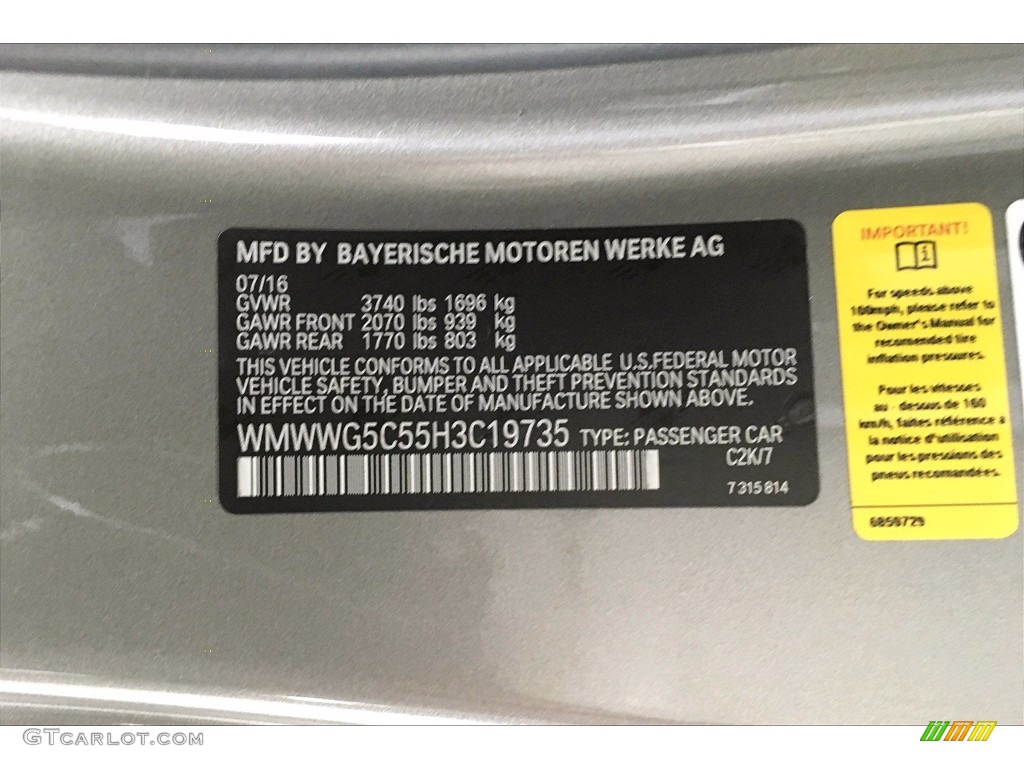 MFD BY BAYERISCHE MOTOREN WERKE AG
07/16
GVWR 3740 lbs 1696 kg
GAWR FRONT 2070 lbs 939 kg
GAWR REAR 1770 lbs 803 kg
THIS VEHICLE CONFORMS TO ALL APPLICABLE U.S.FEDERAL MOTOR
VEHICLE SAFETY, BUMPER AND THEFT PREVENTION STANDARDS
IN EFFECT ON THE DATE OF MANUFACTURE SHOWN ABOVE.
WMWWG5C55H3C19735 TYPE: PASSENGER CAR
C2K/7
7 315 814
IMPORTANT!
For speeds above
100mph, please refer to
the Owner's Manual for
recomended tire
inflation pressures.
Pour les vitesses
au - dessus de 160
km/h, faites référence à
la notice d'utilisation
pour les pressions des
pneus recomandées.
6859729
GTcarlot.com